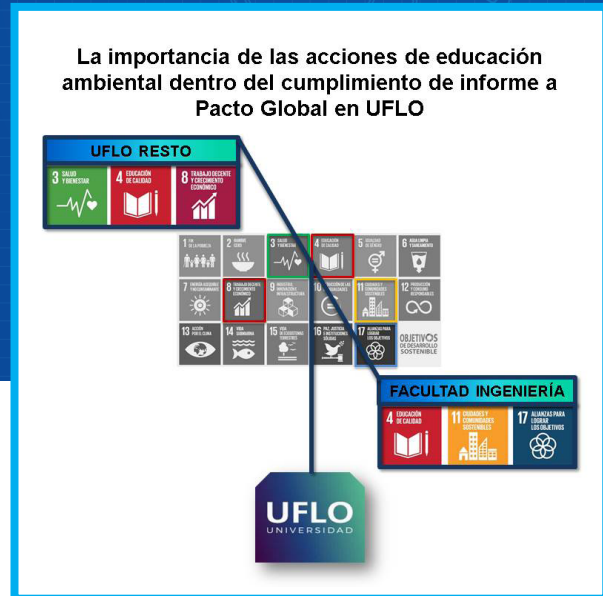 La importancia de las acciones de educación
ambiental dentro del cumplimiento de informe a
Pacto Global en UFLO
UFLO RESTO
3 SALUD
Y BIENESTAR
4 EDUCACIÓN
DE CALIDAD
8 TRABAJO DECENTE
Y CRECIMIENTO
ECONÓMICO
1 FIN
DE LA POBREZA
2 HAMBRE
CERO
3 SALUD
Y BIENESTAR
4 EDUCACIÓN
DE CALIDAD
5 IGUALDAD
DE GÉNERO
6 AGUA LIMPIA
Y SANEAMIENTO
7 ENERGÍA ASEQUIBLE
Y NO CONTAMINANTE
8 TRABAJO DECENTE
Y CRECIMIENTO
ECONÓMICO
9 INDUSTRIA,
INNOVACIÓN E
INFRAESTRUCTURA
10 REDUCCIÓN DE LAS
11 CIUDADES Y
COMUNIDADES
SOSTENIBLES
12 PRODUCCIÓN
Y CONSUMO
RESPONSABLES
13 ACCIÓN
POR EL CLIMA
14 VIDA
SUBMARINA
15 VIDA
DE ECOSISTEMAS
TERRESTRES
16 PAZ, JUSTICIA
E INSTITUCIONES
SÓLIDAS
17 ALIANZAS PARA
LOGRAR
LOS OBJETIVOS
OBJETIVOS
DE DESARROLLO
SOSTENIBLE
FACULTAD INGENIERÍA
4 EDUCACIÓN
DE CALIDAD
11 CIUDADES Y
COMUNIDADES
SOSTENIBLES
17 ALIANZAS PARA
LOGRAR
LOS OBJETIVOS
UFLO
UNIVERSIDAD